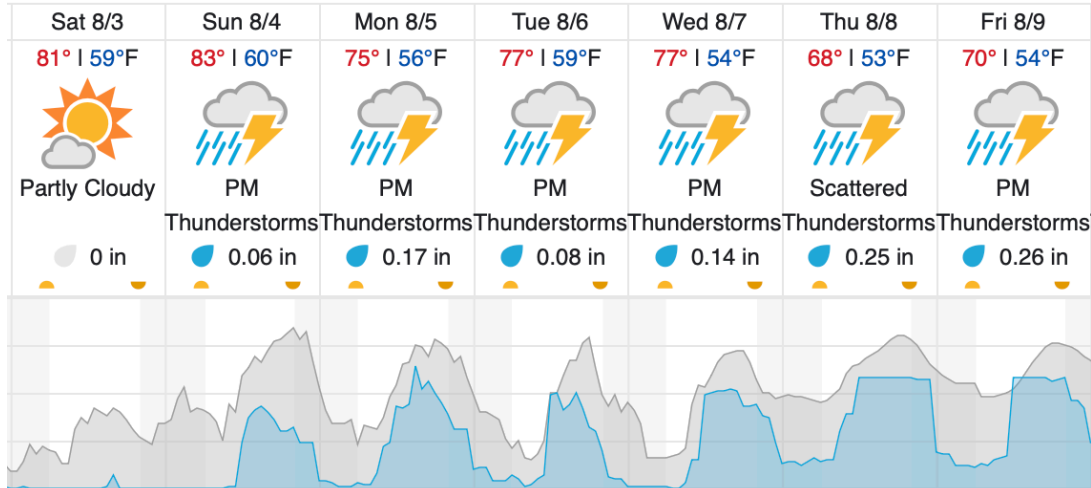 Sat 8/3 Sun 8/4 Mon 8/5 Tue 8/6 Wed 8/7 Thu 8/8 Fri 8/9
81° | 59°F 83° | 60°F 75° | 56°F 77° | 59°F 77° | 54°F 68° | 53°F 70° | 54°F
Partly Cloudy PM PM PM PM Scattered PM
Thunderstorms Thunderstorms Thunderstorms Thunderstorms Thunderstorms Thunderstorms
0 in 0.06 in 0.17 in 0.08 in 0.14 in 0.25 in 0.26 in